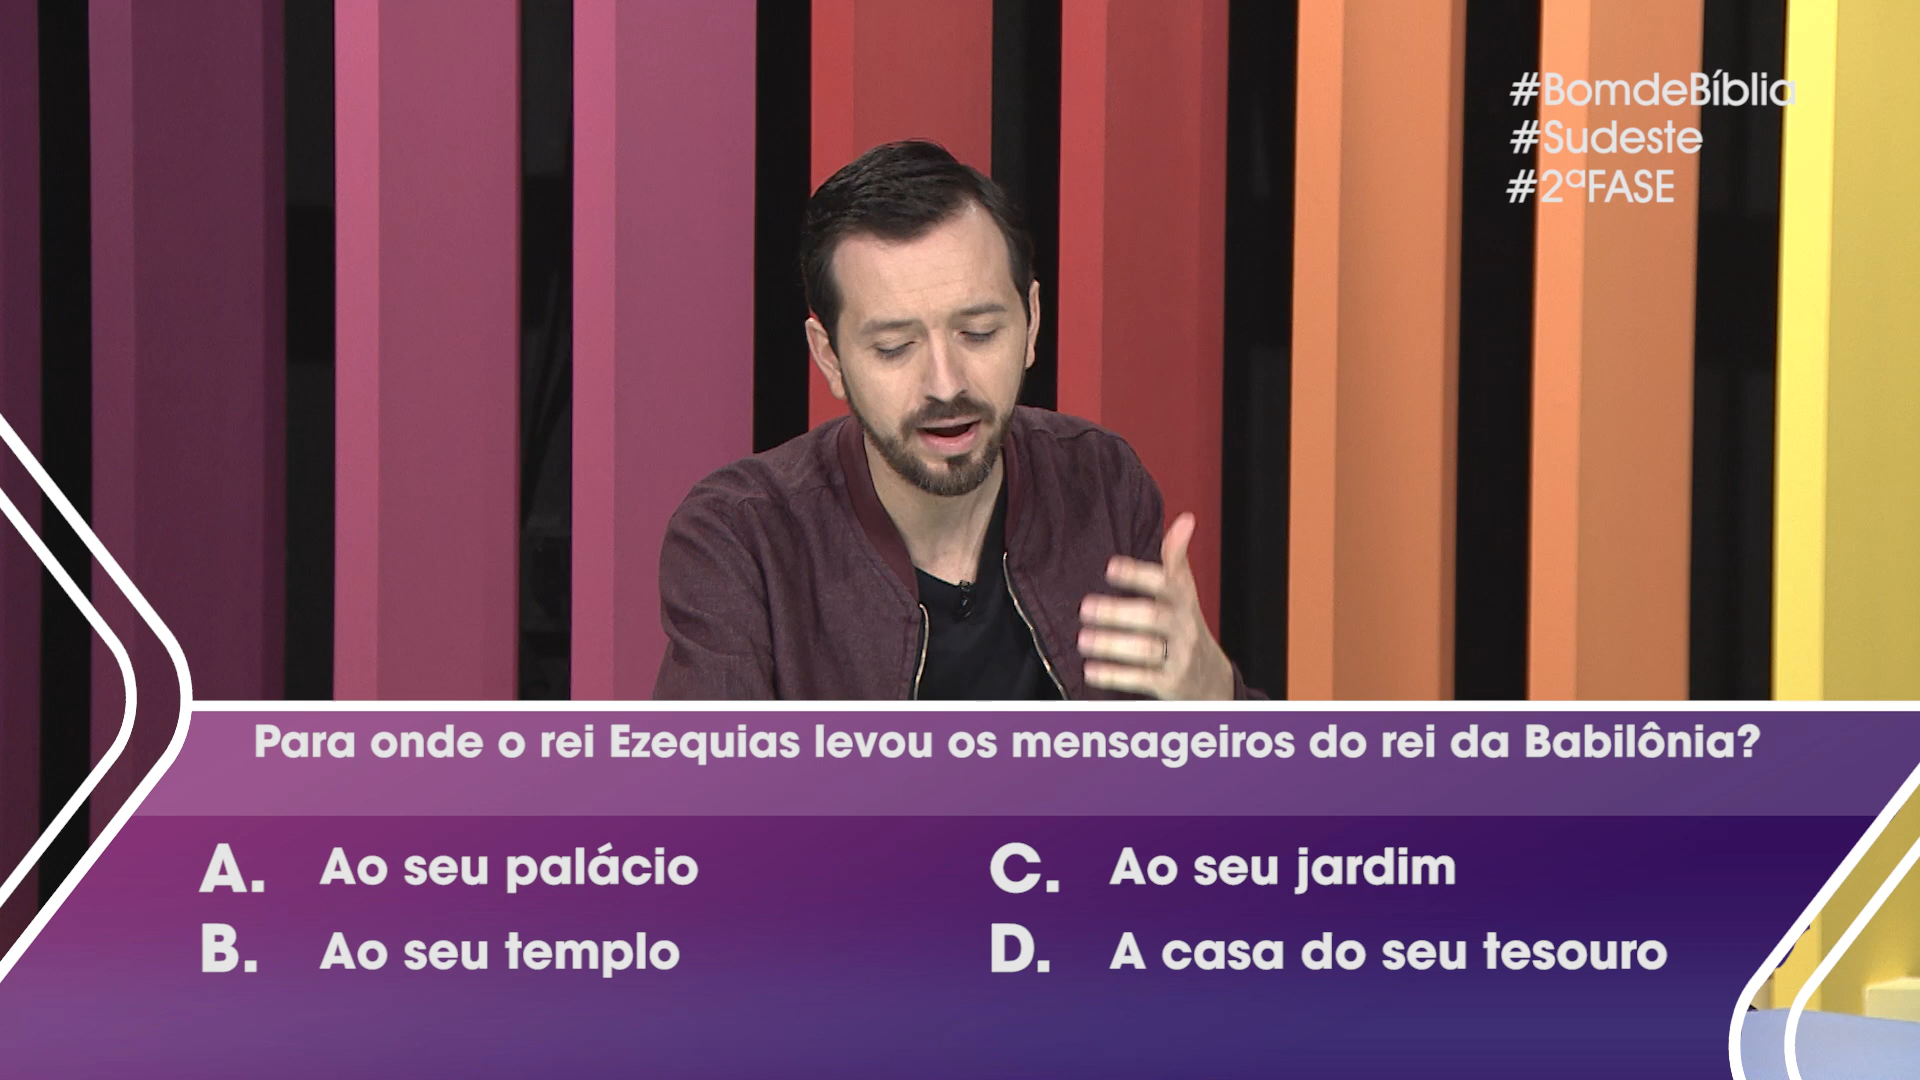 #BomdeBíblia
#Sudeste
#2ªFASE
Para onde o rei Ezequias levou os mensageiros do rei da Babilônia?
A. Ao seu palácio
B. Ao seu templo
C. Ao seu jardim
D. A casa do seu tesouro